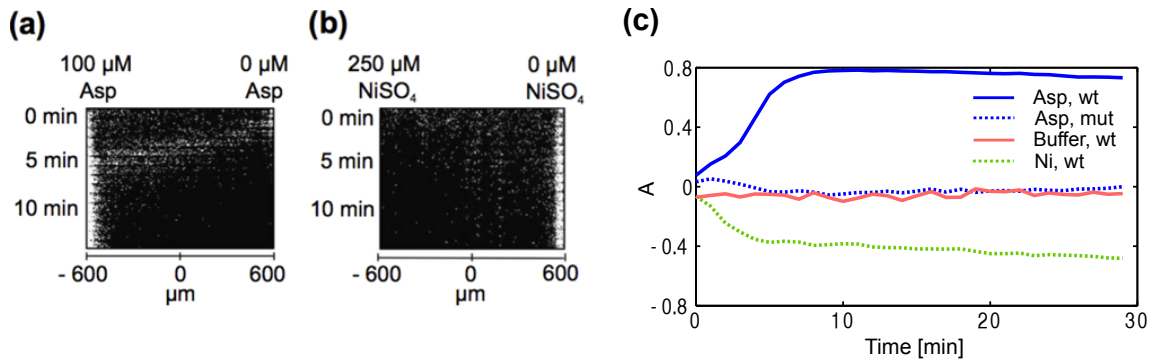 (a)
100 µM
Asp
0 µM
Asp
0 min
5 min
10 min
- 600
0
600
µm
(b)
250 µM
NiSO₄
0 µM
NiSO₄
0 min
5 min
10 min
- 600
0
600
µm
(c)
0.8
0.4
0
- 0.4
- 0.8
A
Asp, wt
Asp, mut
Buffer, wt
Ni, wt
0
10
20
30
Time [min]